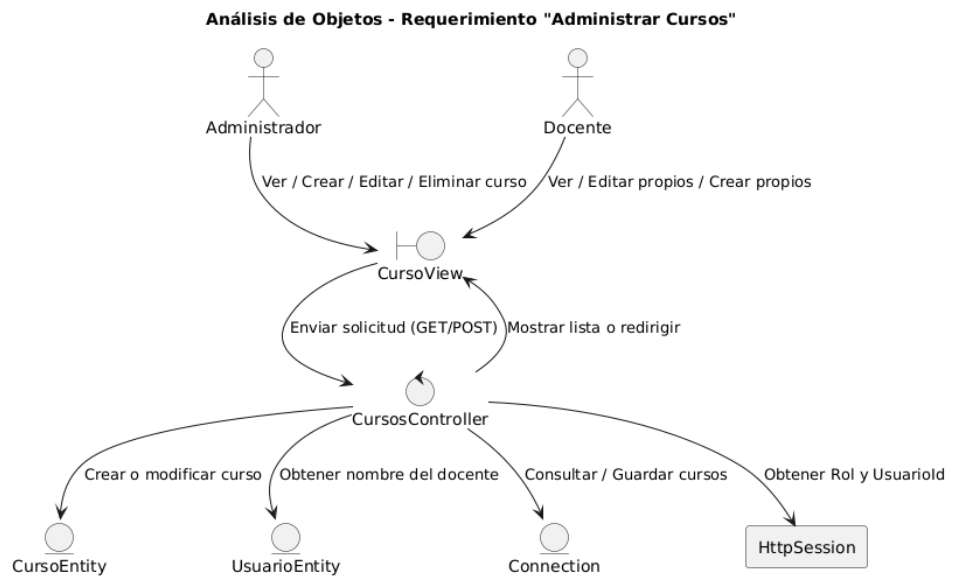 Análisis de Objetos - Requerimiento "Administrar Cursos"
Administrador
Docente
Ver / Crear / Editar / Eliminar curso
Ver / Editar propios / Crear propios
CursoView
Enviar solicitud (GET/POST)
Mostrar lista o redirigir
CursosController
Crear o modificar curso
Obtener nombre del docente
Consultar / Guardar cursos
Obtener Rol y UsuarioId
CursoEntity
UsuarioEntity
Connection
HttpSession